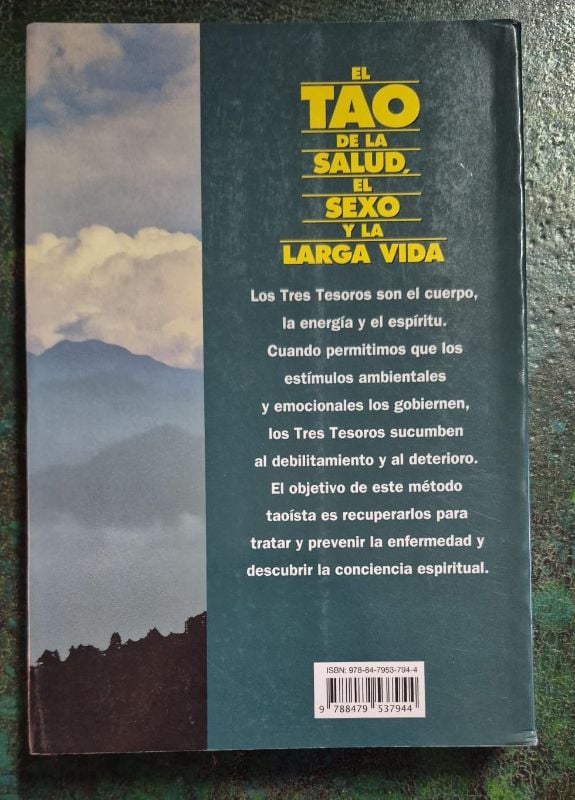 EL
TAO
DE LA
SALUD,
EL
SEXO
Y LA
LARGA VIDA
Los Tres Tesoros son el cuerpo,
la energía y el espíritu.
Cuando permitimos que los
estímulos ambientales
y emocionales los gobiernen,
los Tres Tesoros sucumben
al debilitamiento y al deterioro.
El objetivo de este método
taoísta es recuperarlos para
tratar y prevenir la enfermedad y
descubrir la conciencia espiritual.
ISBN: 978-84-7953-794-4
9 788479 537944